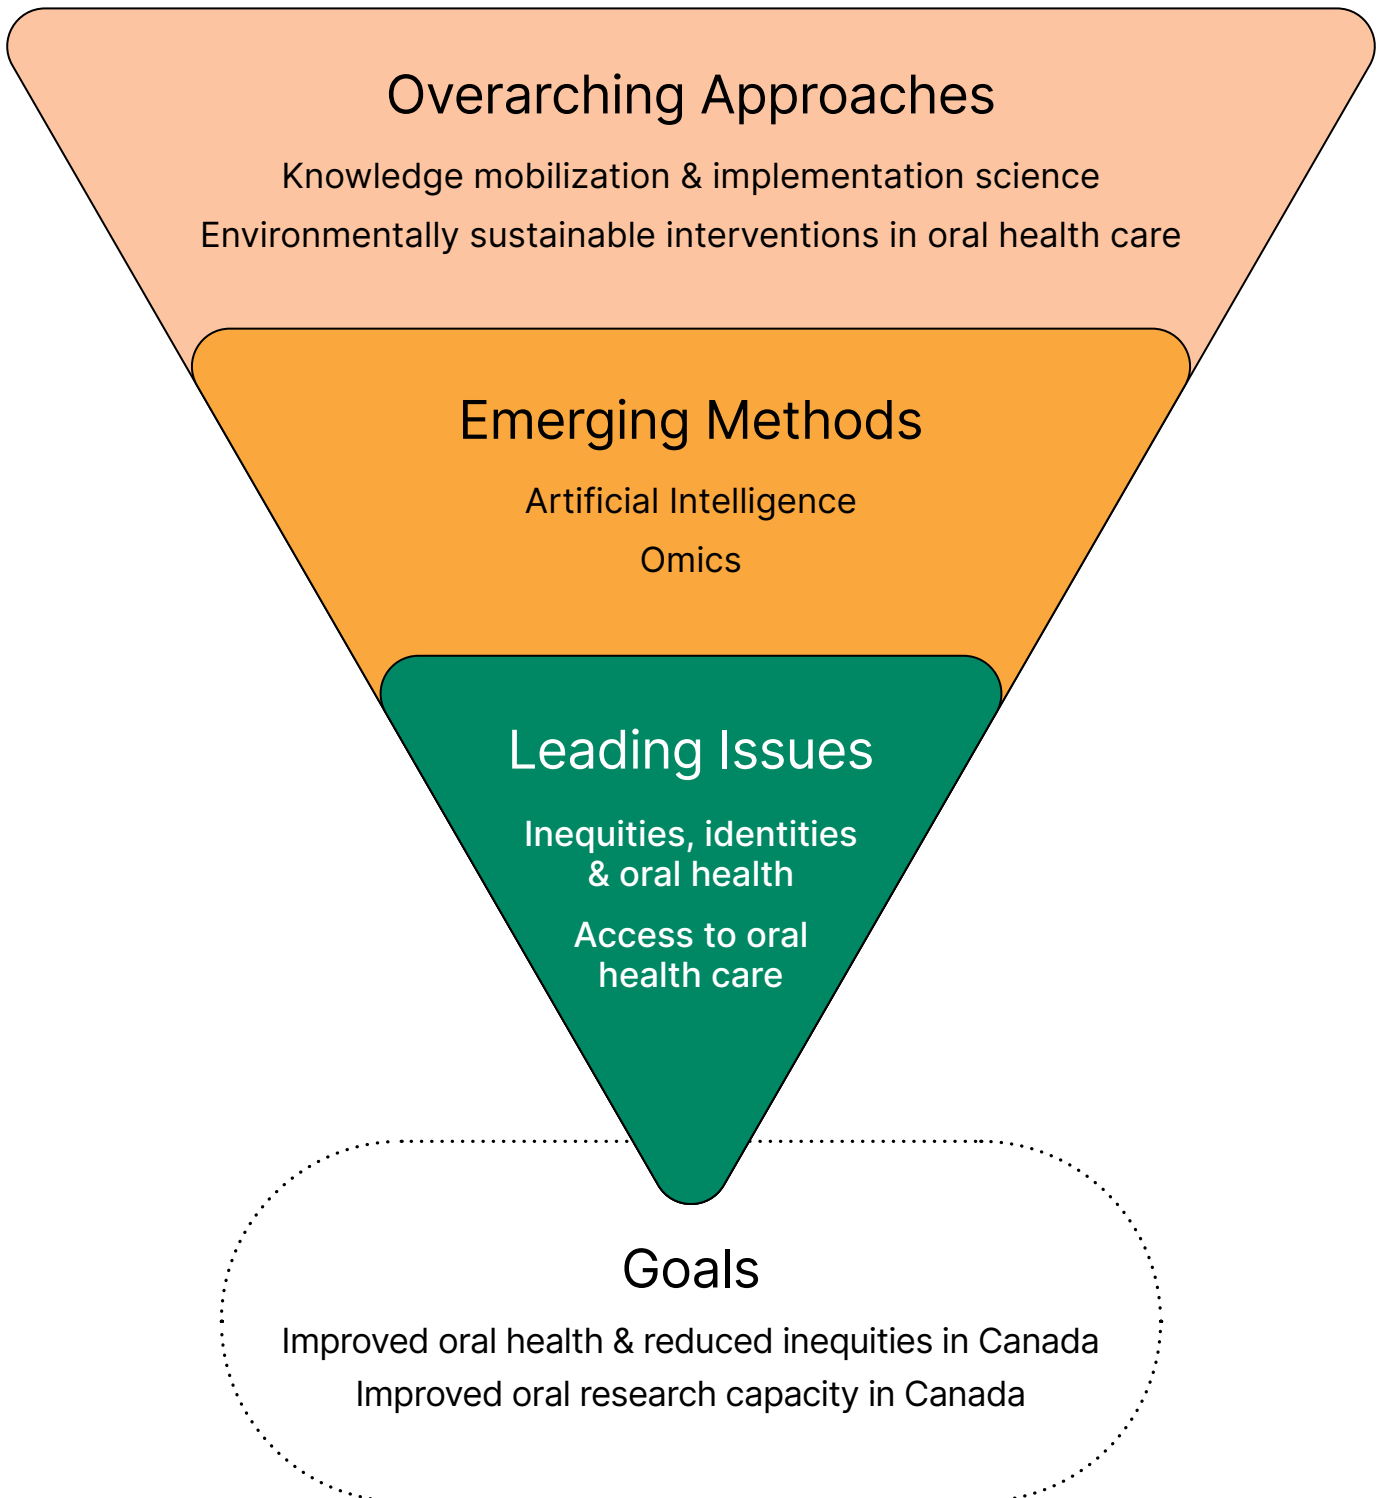 Overarching Approaches
Knowledge mobilization & implementation science
Environmentally sustainable interventions in oral health care
Emerging Methods
Artificial Intelligence
Omics
Leading Issues
Inequities, identities
& oral health
Access to oral
health care
Goals
Improved oral health & reduced inequities in Canada
Improved oral research capacity in Canada